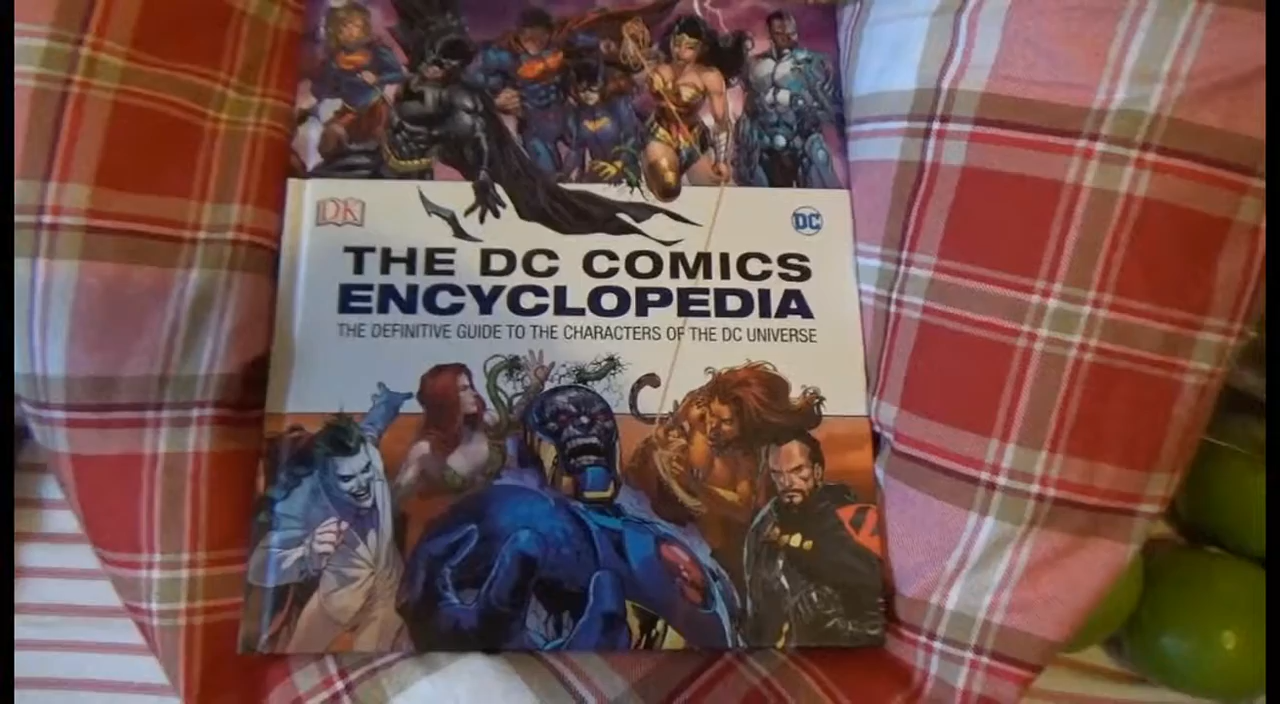 DK
DC
THE DC COMICS
ENCYCLOPEDIA
THE DEFINITIVE GUIDE TO THE CHARACTERS OF THE DC UNIVERSE